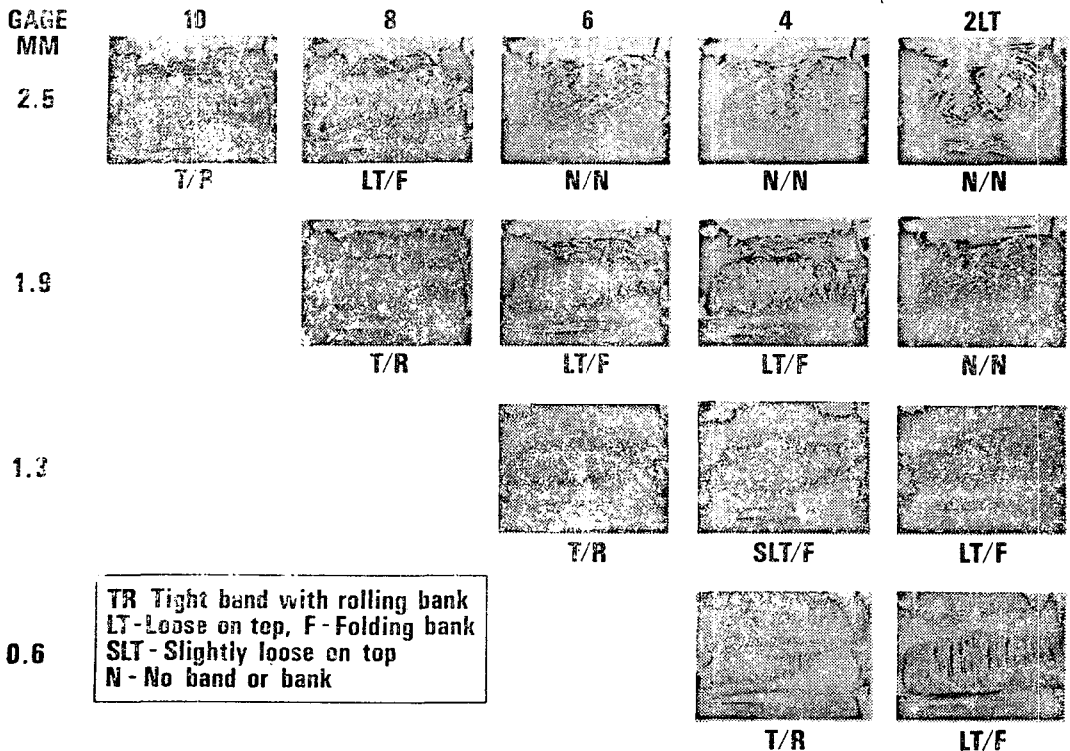 GAGE 10 8 6 4 2LT
MM
2.5
T/R LT/F N/N N/N N/N
1.9
T/R LT/F LT/F N/N
1.3
T/R SLT/F LT/F
TR Tight band with rolling bank
LT-Loose on top, F-Folding bank
SLT-Slightly loose on top
N-No band or bank
0.6
T/R LT/F